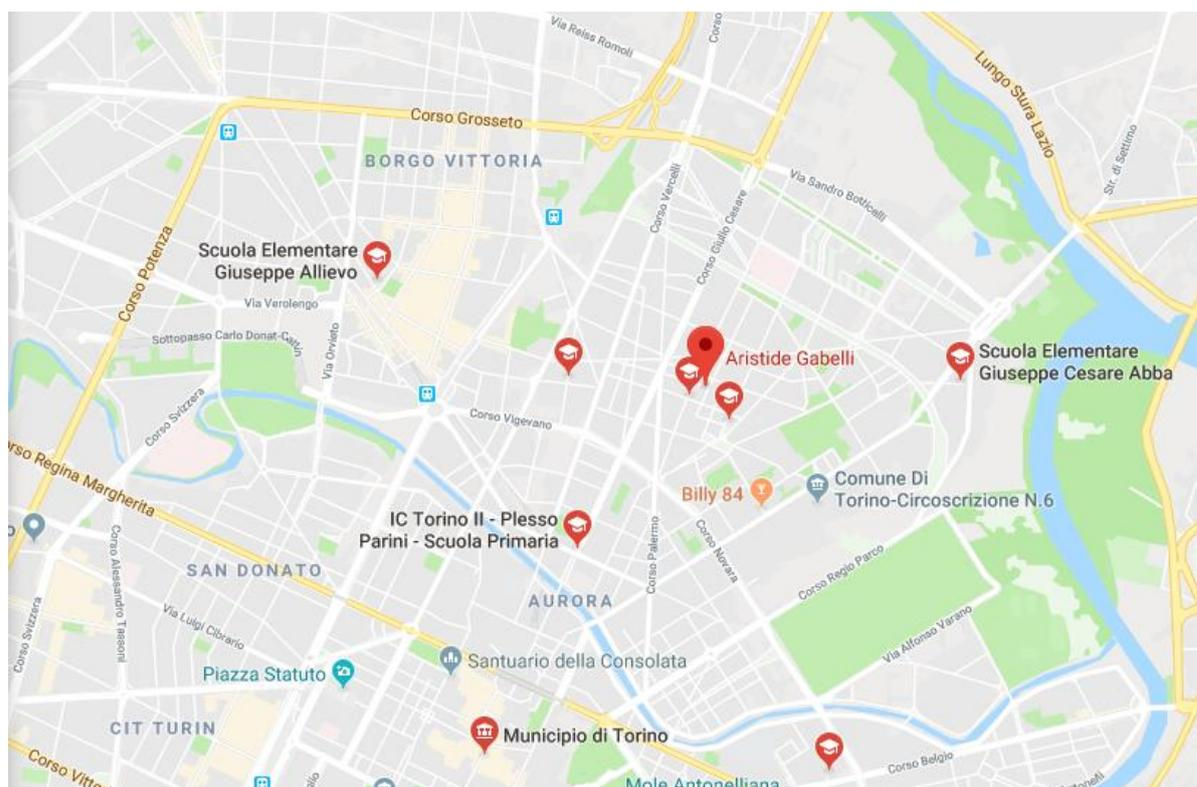 Via Reiss Romoli
Corso
Lungo Stura Lazio
Corso Grosseto
BORGO VITTORIA
Corso Vercelli
Via Sandro Botticelli
Str. di Settimo
Corso Giulio Cesare
Corso Potenza
Scuola Elementare
Giuseppe Allievo
Via Verolengo
Sottopasso Carlo Donat-Cattin
Via Orvieto
Aristide Gabelli
Scuola Elementare
Giuseppe Cesare Abba
Corso Svizzera
Corso Vigevano
orso Regina Margherita
Billy 84
Comune Di
Torino-Circoscrizione N.6
IC Torino II - Plesso
Parini - Scuola Primaria
Corso Palermo
Corso Novara
o
Corso Alessandro Tassoni
SAN DONATO
AURORA
Corso Regio Parco
Corso Svizzera
Via Luigi Cibrario
Via Alfonso Varano
Santuario della Consolata
Piazza Statuto
CIT TURIN
Municipio di Torino
Corso Belgio
Corso Vitto
Mole Antonelliana